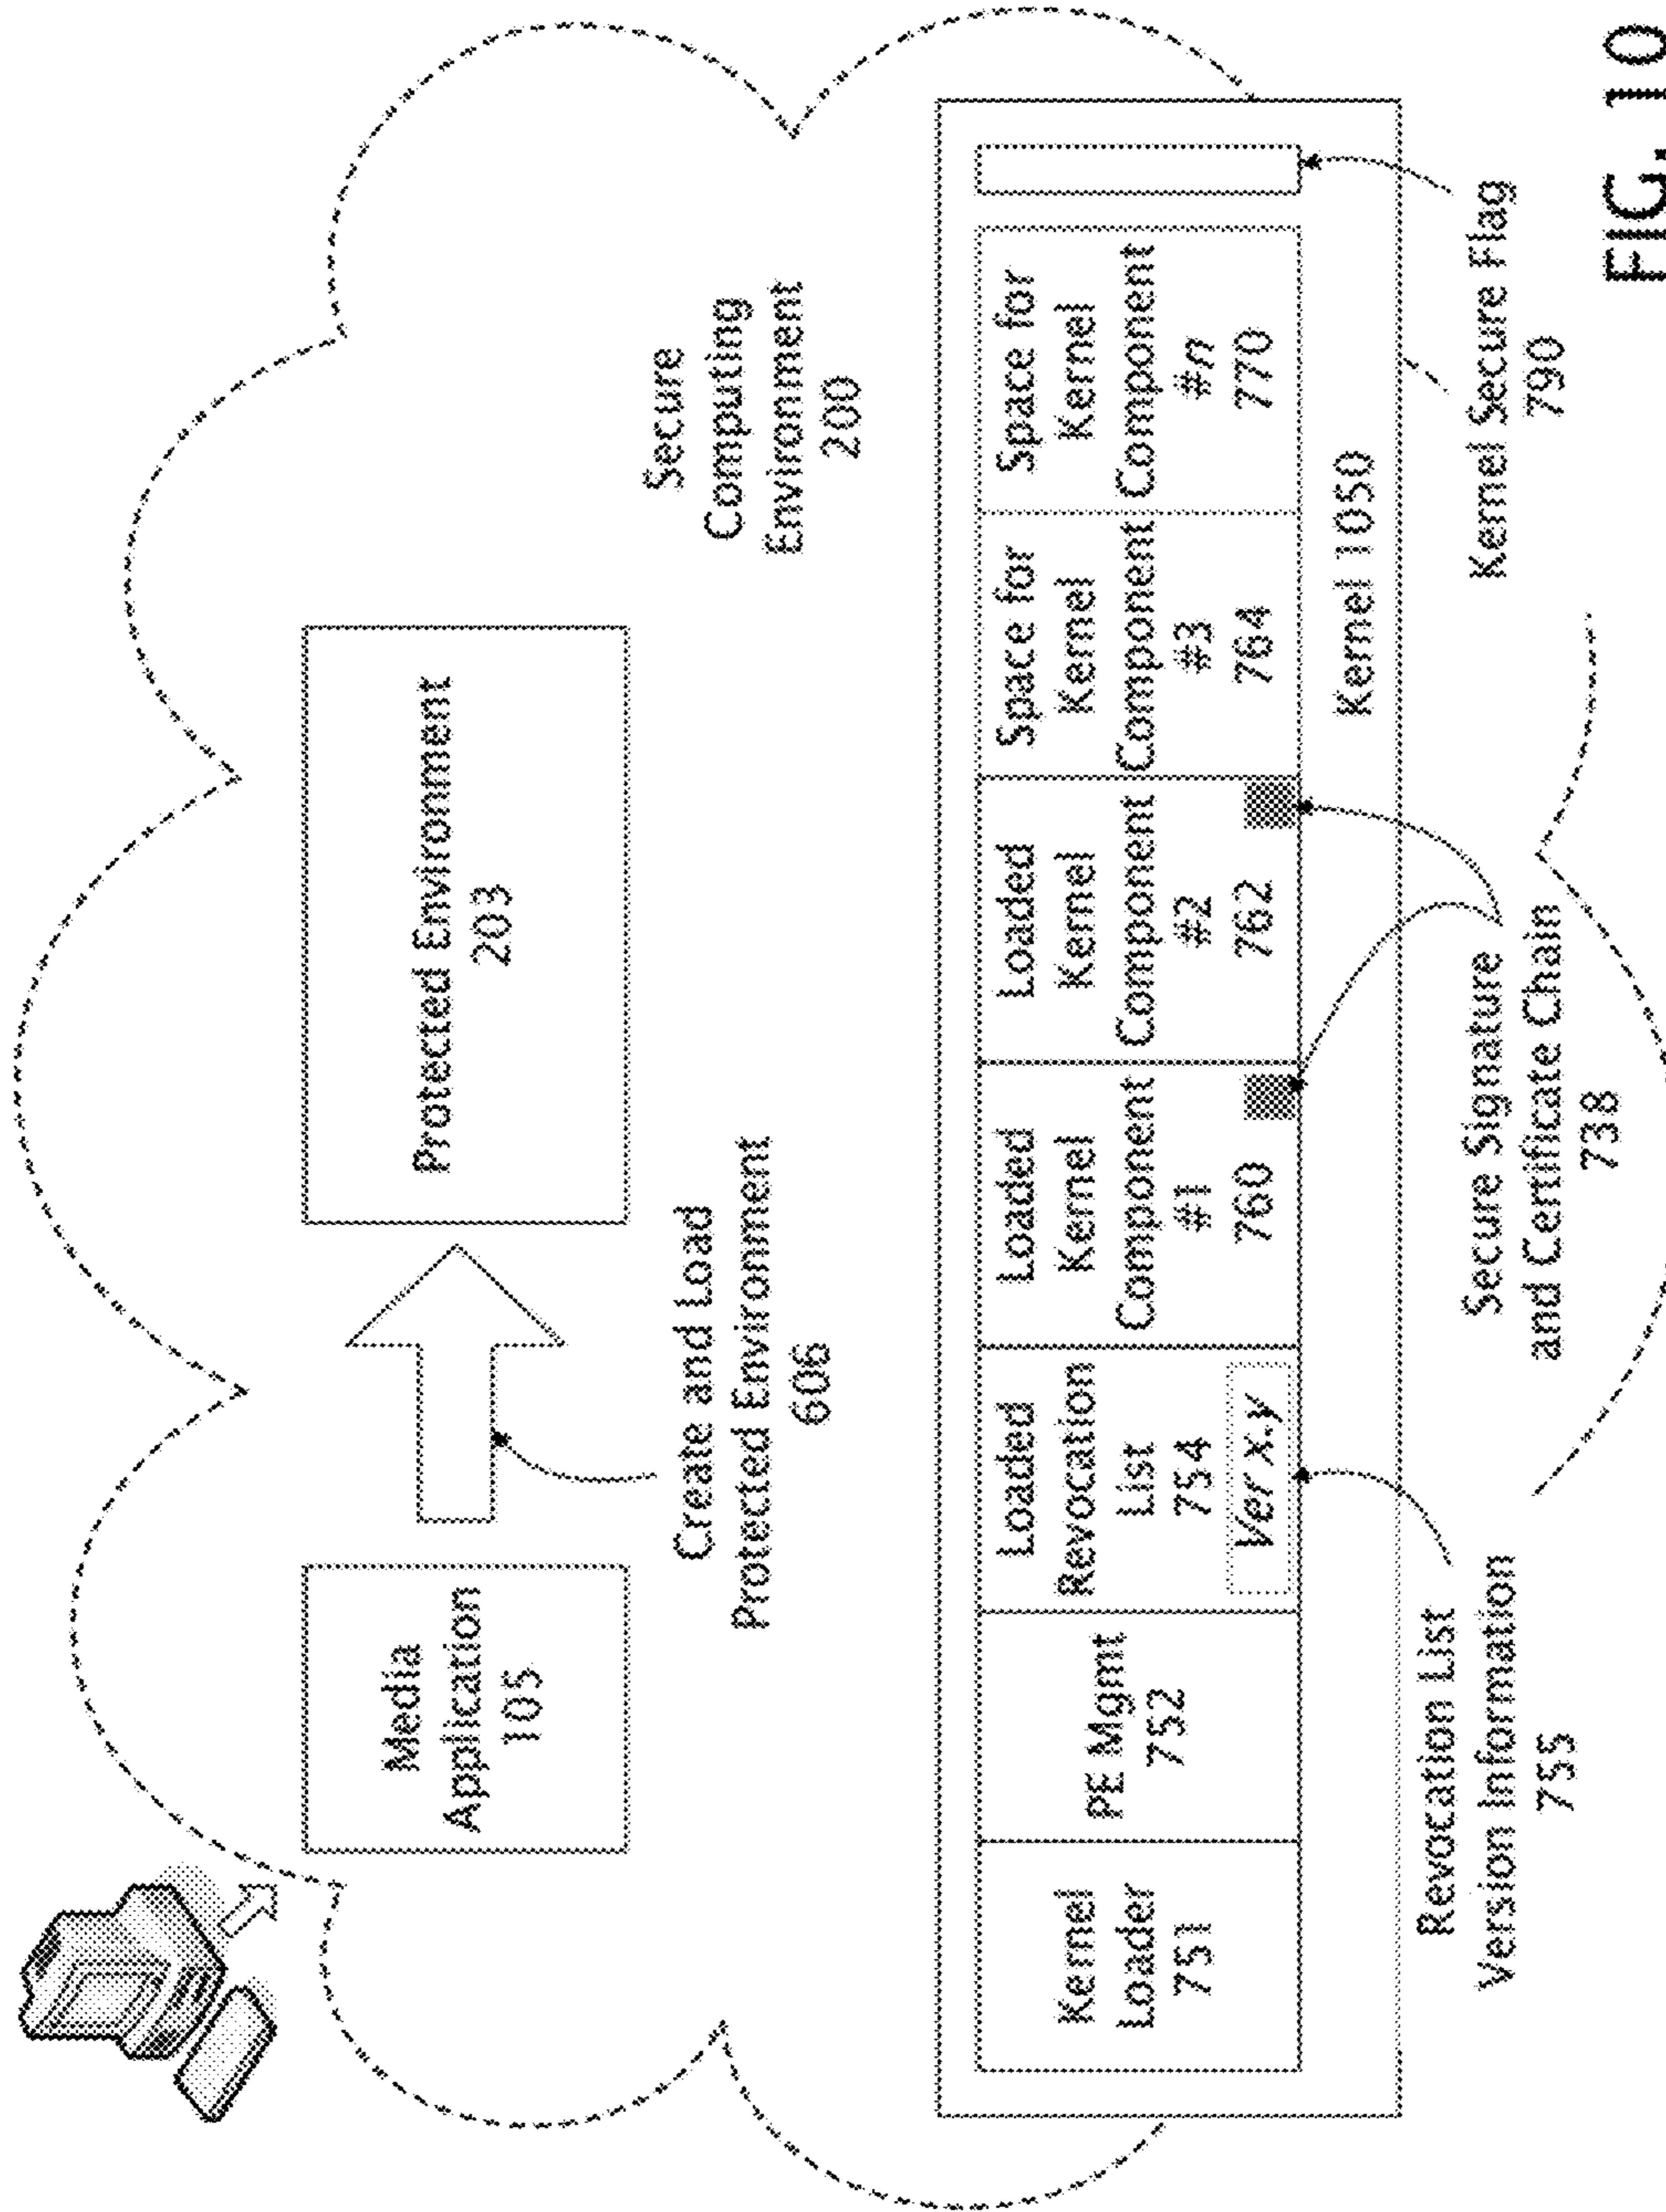 Media
Application
105
Protected Environment
203
Create and Load
Protected Environment
606
Secure
Computing
Environment
200
Kernel
Loader
751
PE Mgmt
752
Loaded
Revocation
List
754
Ver x.y
Loaded
Kernel
Component
#1
760
Loaded
Kernel
Component
#2
762
Space for
Kernel
Component
#3
764
Space for
Kernel
Component
#n
770
Kernel 1050
Revocation List
Version Information
755
Secure Signature
and Certificate Chain
738
Kernel Secure Flag
790
FIG. 10